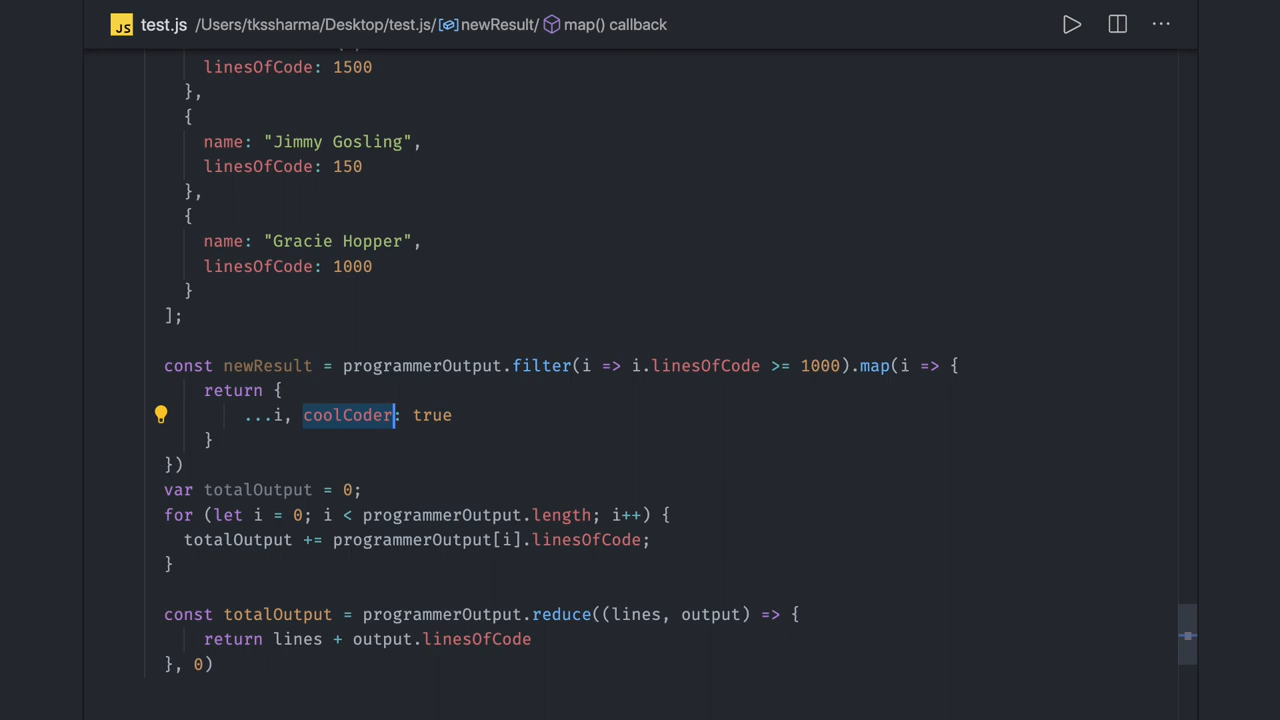 JS test.js /Users/tkssharma/Desktop/test.js/ newResult/ map() callback
linesOfCode: 1500
},
{
name: "Jimmy Gosling",
linesOfCode: 150
},
{
name: "Gracie Hopper",
linesOfCode: 1000
}
];
const newResult = programmerOutput.filter(i => i.linesOfCode >= 1000).map(i => {
return {
...i, coolCoder: true
}
})
var totalOutput = 0;
for (let i = 0; i < programmerOutput.length; i++) {
totalOutput += programmerOutput[i].linesOfCode;
}
const totalOutput = programmerOutput.reduce((lines, output) => {
return lines + output.linesOfCode
}, 0)